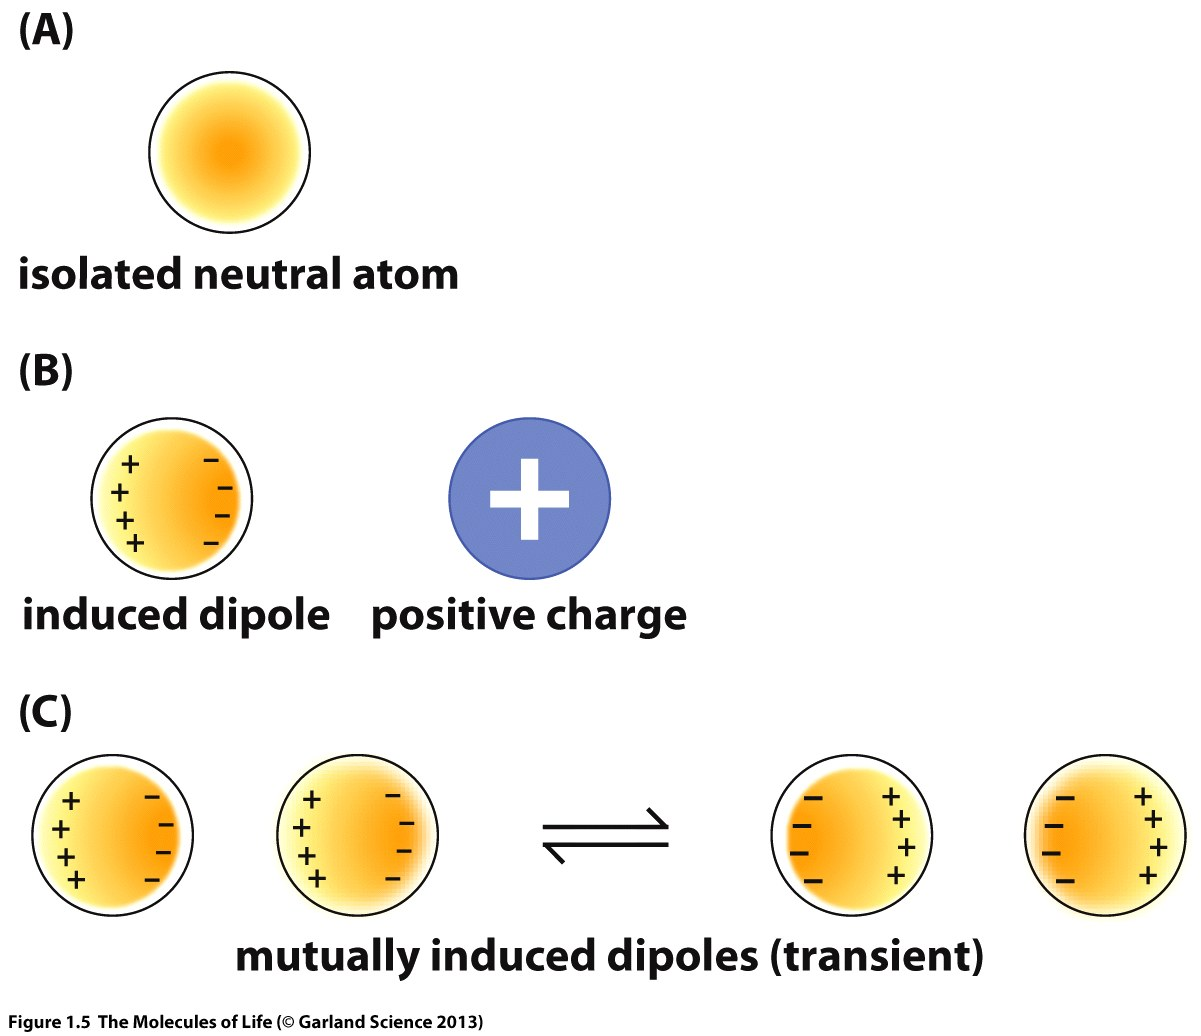 (A)
isolated neutral atom
(B)
+ −
+ −
+ −
+ −
+
induced dipole positive charge
(C)
+ − + − − + − +
+ − + − − + − +
+ − + − − + − +
+ − + − − + − +
mutually induced dipoles (transient)
Figure 1.5 The Molecules of Life (© Garland Science 2013)